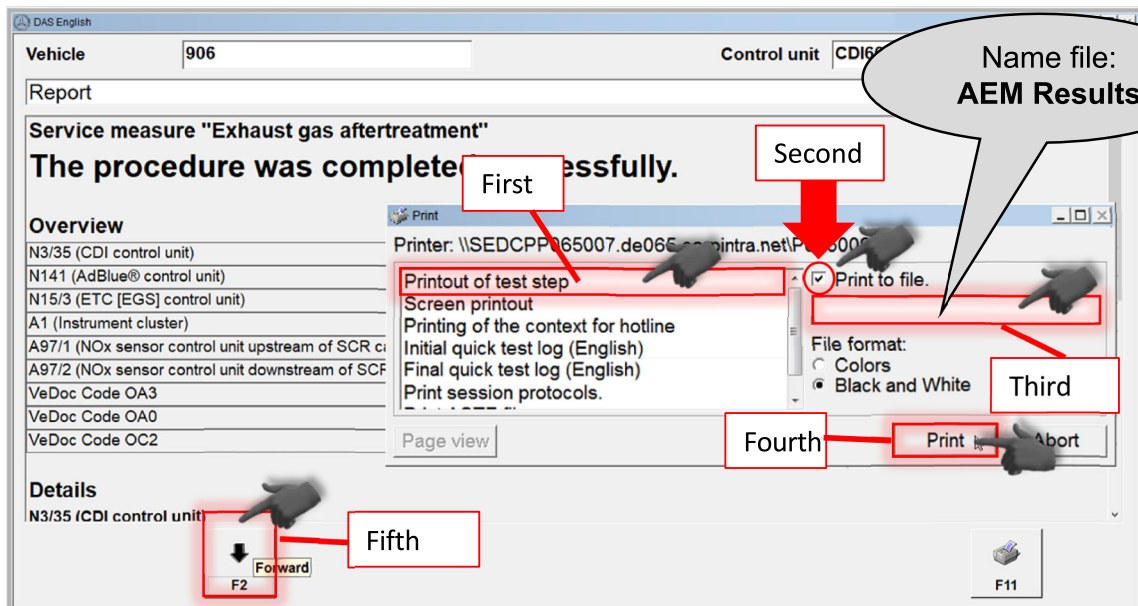 DAS English
Vehicle 906 Control unit CDI6
Name file:
AEM Results
Report
Service measure "Exhaust gas aftertreatment"
The procedure was
First
Second
Overview
N3/35 (CDI control unit)
N141 (AdBlue® control unit)
N15/3 (ETC [EGS] control unit)
A1 (Instrument cluster)
A97/1 (NOx sensor control unit upstream of SCR
A97/2 (NOx sensor control unit downstream of SCF
VeDoc Code OA3
VeDoc Code OA0
VeDoc Code OC2
Print
Printer:
Printout of test step
Screen printout
Printing of the context for hotline
Initial quick test log (English)
Final quick test log (English)
Print session protocols.
Print to file.
File format:
Colors
Black and White
Third
Page view
Fourth
Print
Abort
Details
N3/35 (CDI control unit)
Fifth
Forward
F2
F11